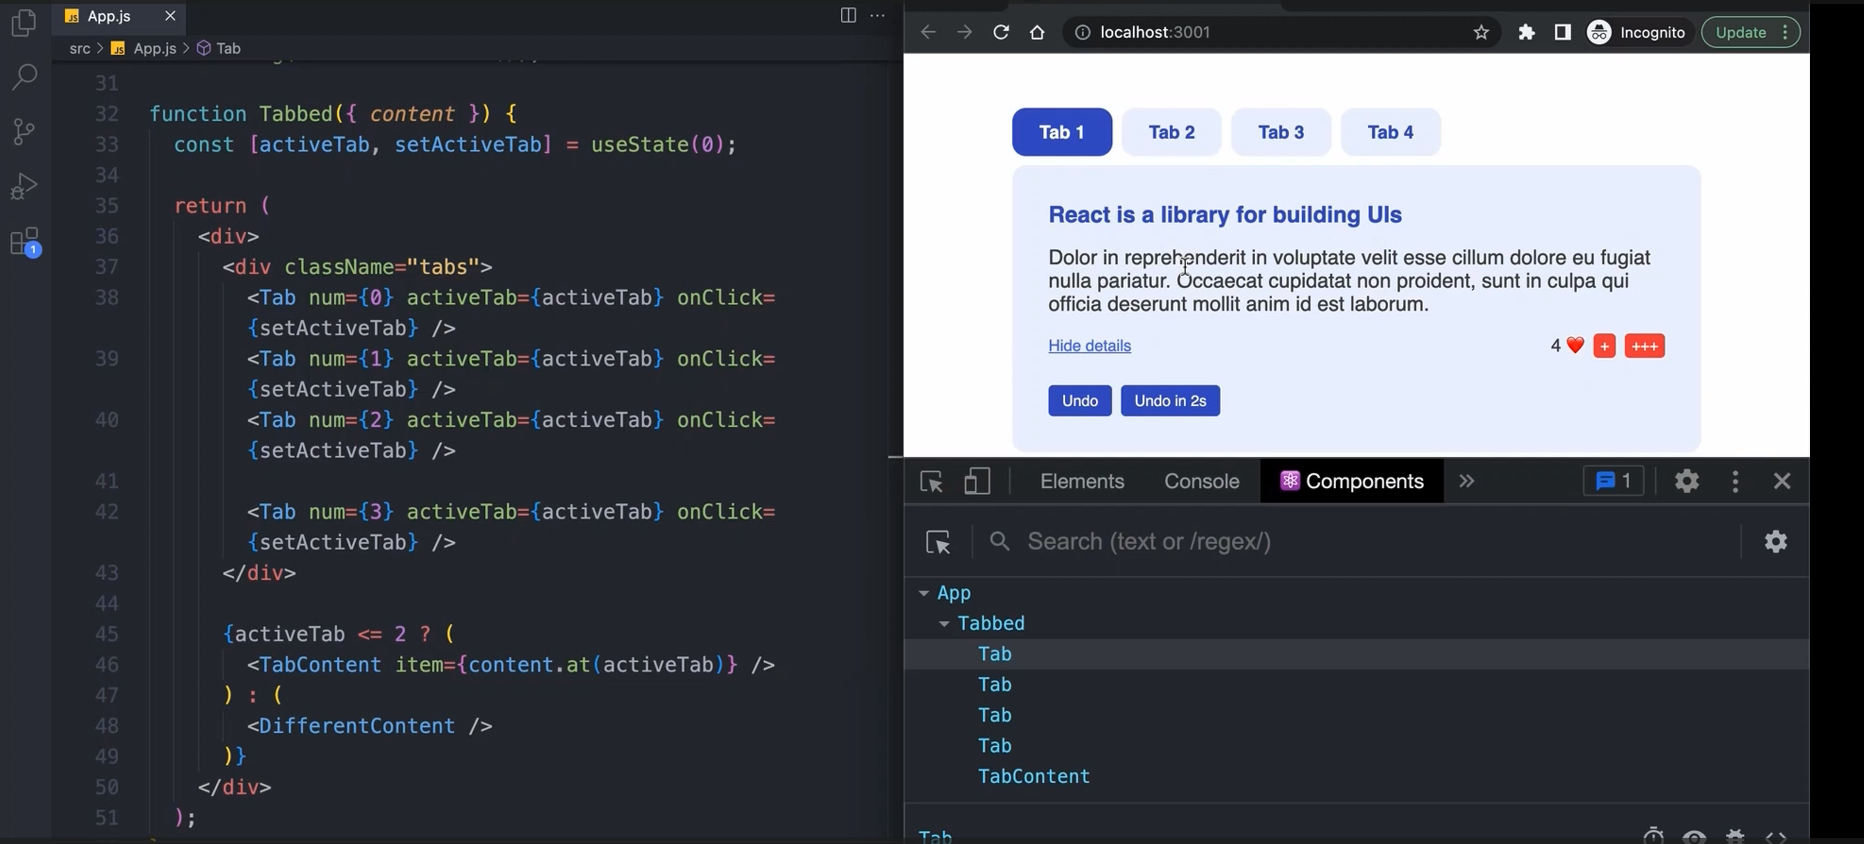 App.js
src > App.js > Tab
31
32 function Tabbed({ content }) {
33 const [activeTab, setActiveTab] = useState(0);
34
35 return (
36 <div>
37 <div className="tabs">
38 <Tab num={0} activeTab={activeTab} onClick=
{setActiveTab} />
39 <Tab num={1} activeTab={activeTab} onClick=
{setActiveTab} />
40 <Tab num={2} activeTab={activeTab} onClick=
{setActiveTab} />
41
42 <Tab num={3} activeTab={activeTab} onClick=
{setActiveTab} />
43 </div>
44
45 {activeTab <= 2 ? (
46 <TabContent item={content.at(activeTab)} />
47 ) : (
48 <DifferentContent />
49 )}
50 </div>
51 );
1
localhost:3001 Incognito Update
Tab 1 Tab 2 Tab 3 Tab 4
React is a library for building UIs
Dolor in reprehenderit in voluptate velit esse cillum dolore eu fugiat
nulla pariatur. Occaecat cupidatat non proident, sunt in culpa qui
officia deserunt mollit anim id est laborum.
Hide details 4 + +++
Undo Undo in 2s
Elements Console Components 1
Search (text or /regex/)
App
Tabbed
Tab
Tab
Tab
Tab
TabContent
Tab